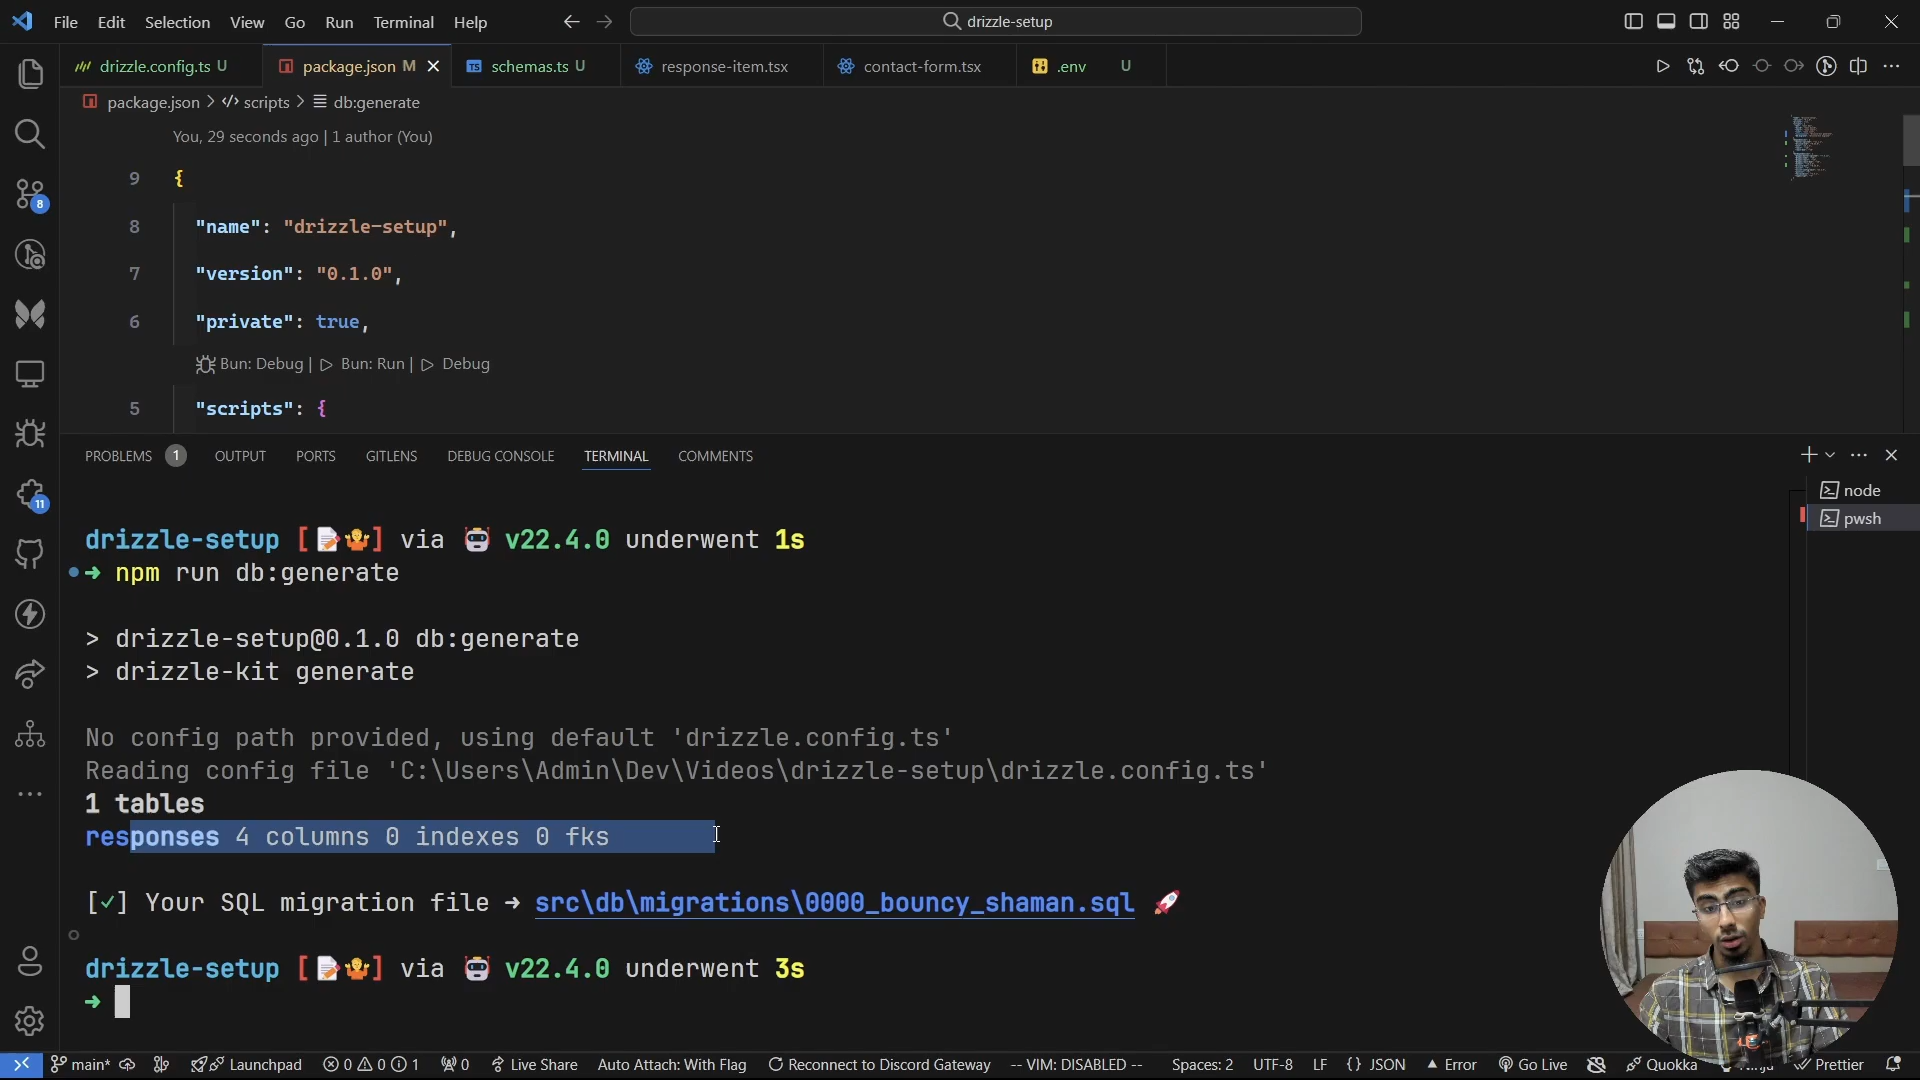 File Edit Selection View Go Run Terminal Help drizzle-setup
drizzle.config.ts U package.json M schemas.ts U response-item.tsx contact-form.tsx .env U
package.json > scripts > db:generate
You, 29 seconds ago | 1 author (You)
9 {
8 "name": "drizzle-setup",
7 "version": "0.1.0",
6 "private": true,
Bun: Debug | Bun: Run | Debug
5 "scripts": {
PROBLEMS 1 OUTPUT PORTS GITLENS DEBUG CONSOLE TERMINAL COMMENTS
node
pwsh
8
11
drizzle-setup [📝🤷] via 🤖 v22.4.0 underwent 1s
➜ npm run db:generate
> drizzle-setup@0.1.0 db:generate
> drizzle-kit generate
No config path provided, using default 'drizzle.config.ts'
Reading config file 'C:\Users\Admin\Dev\Videos\drizzle-setup\drizzle.config.ts'
1 tables
responses 4 columns 0 indexes 0 fks
[✓] Your SQL migration file ➜ src\db\migrations\0000_bouncy_shaman.sql 🚀
drizzle-setup [📝🤷] via 🤖 v22.4.0 underwent 3s
➜
main* Launchpad 0 0 1 0 Live Share Auto Attach: With Flag Reconnect to Discord Gateway -- VIM: DISABLED -- Spaces: 2 UTF-8 LF {} JSON Error Go Live Quokka Prettier